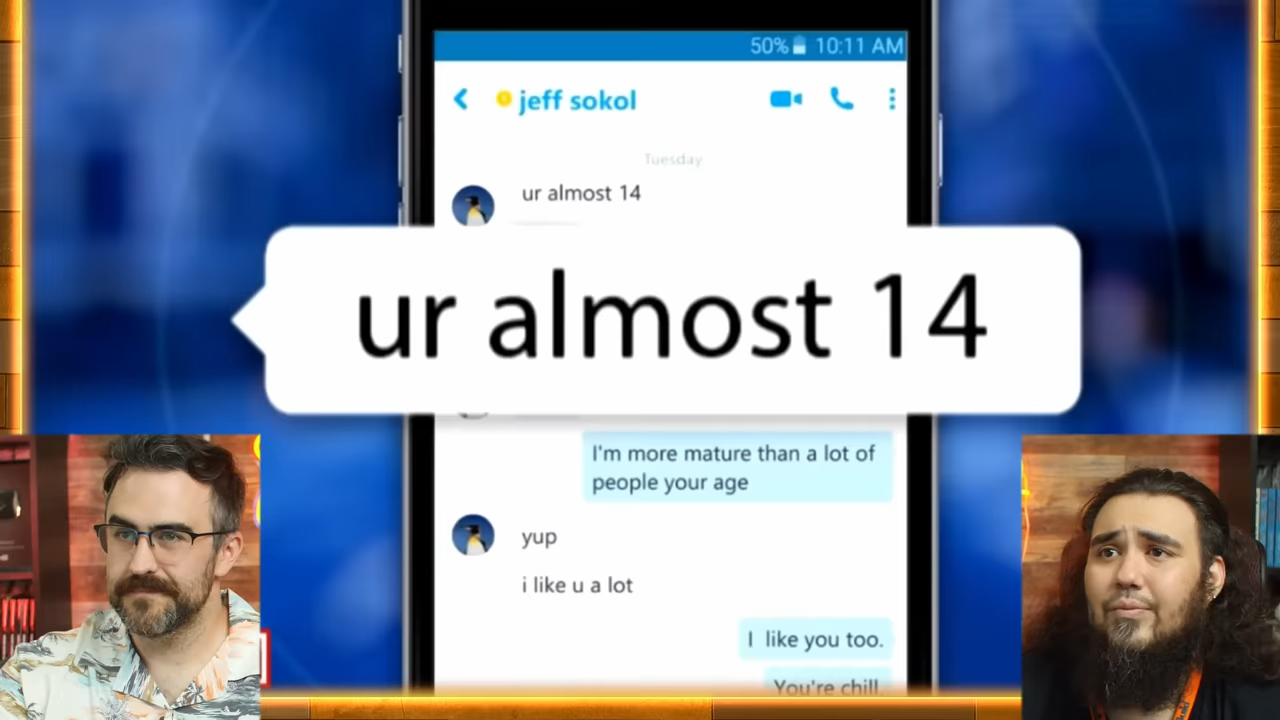 50% 10:11 AM
jeff sokol
Tuesday
ur almost 14
ur almost 14
I'm more mature than a lot of
people your age
yup
i like u a lot
I like you too.
You're chill.